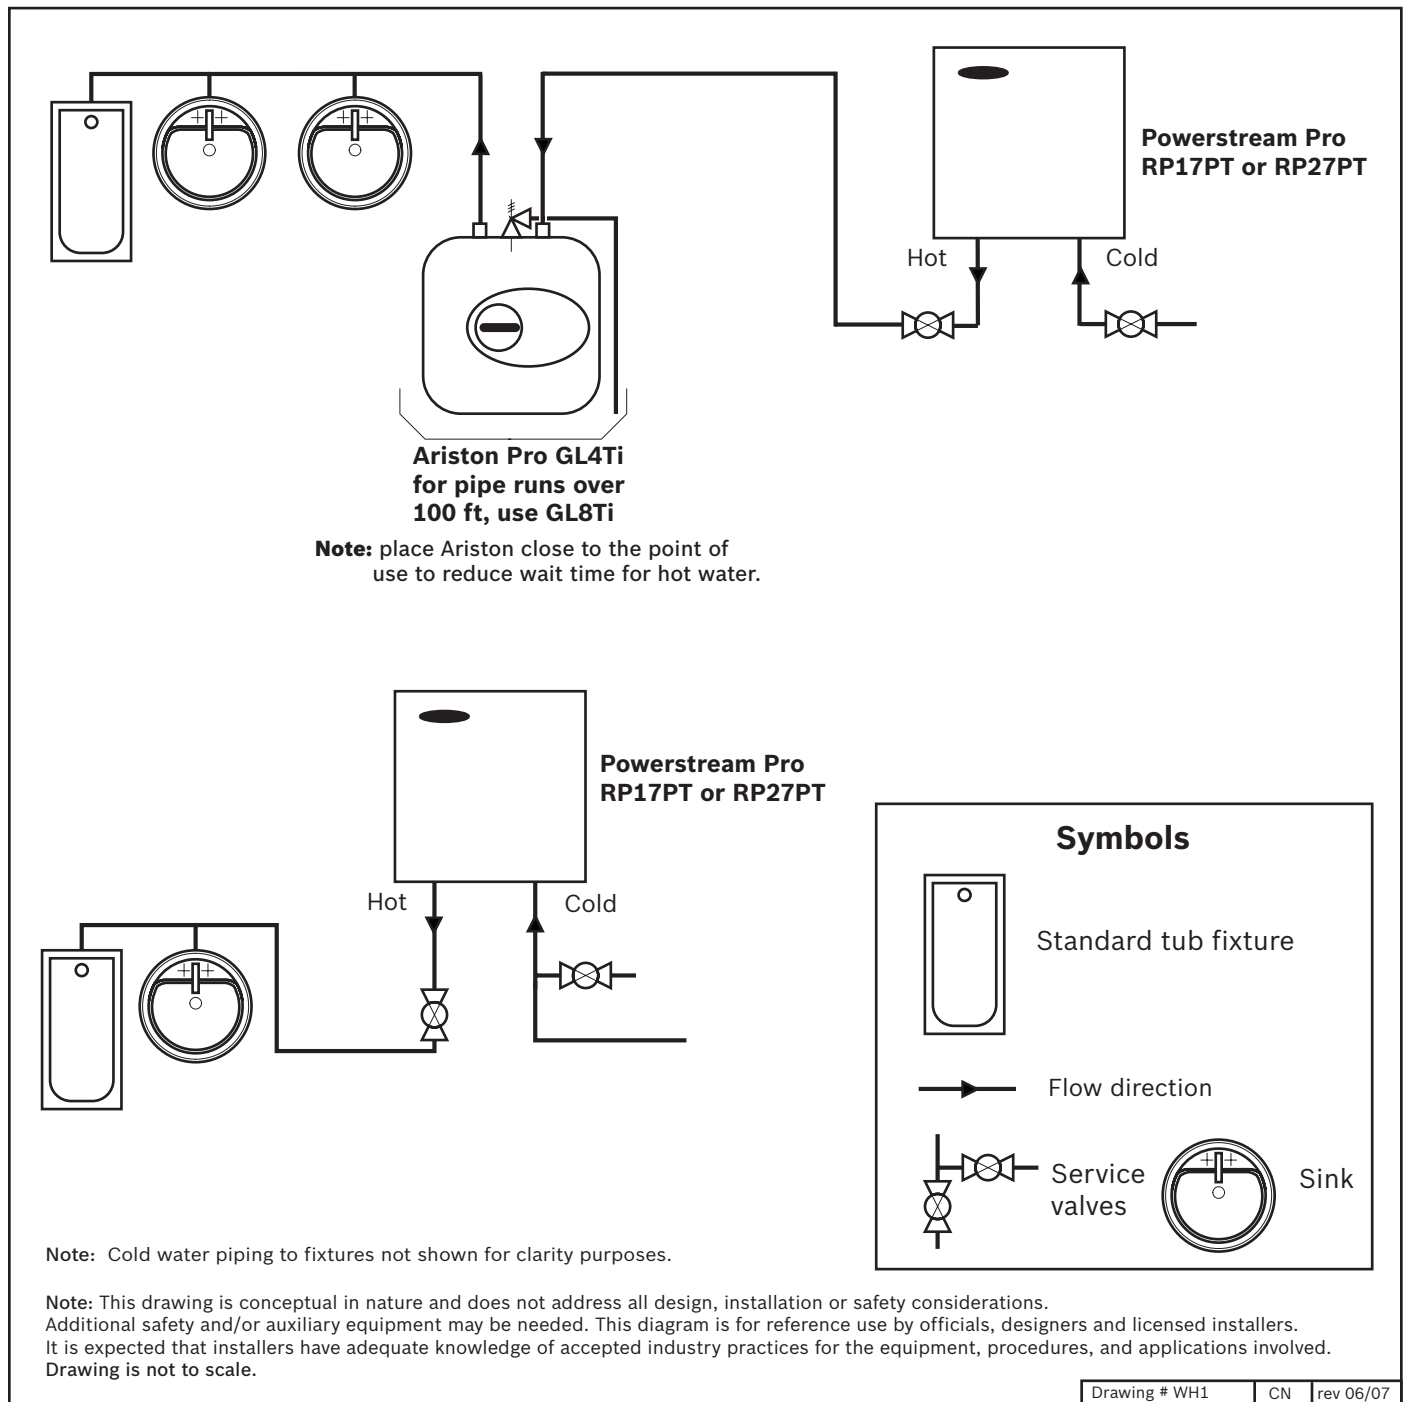 Powerstream Pro
RP17PT or RP27PT
Hot
Cold
Ariston Pro GL4Ti
for pipe runs over
100 ft, use GL8Ti
Note: place Ariston close to the point of
use to reduce wait time for hot water.
Powerstream Pro
RP17PT or RP27PT
Hot
Cold
Symbols
Standard tub fixture
Flow direction
Service
valves
Sink
Note: Cold water piping to fixtures not shown for clarity purposes.
Note: This drawing is conceptual in nature and does not address all design, installation or safety considerations.
Additional safety and/or auxiliary equipment may be needed. This diagram is for reference use by officials, designers and licensed installers.
It is expected that installers have adequate knowledge of accepted industry practices for the equipment, procedures, and applications involved.
Drawing is not to scale.
Drawing # WH1
CN
rev 06/07